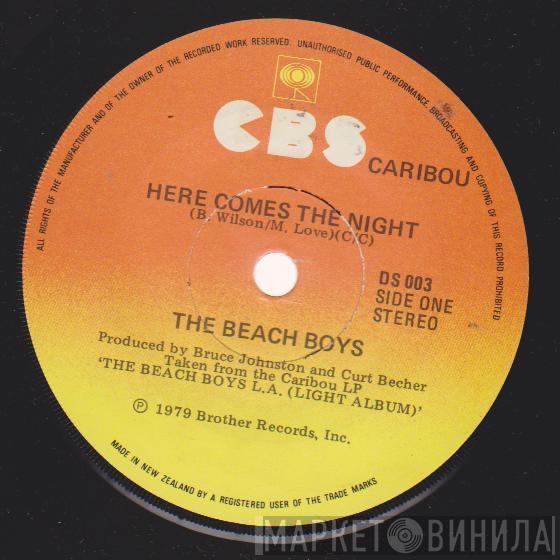 ALL RIGHTS OF THE MANUFACTURER AND OF THE OWNER OF THE RECORDED WORK RESERVED. UNAUTHORISED PUBLIC PERFORMANCE, BROADCASTING AND COPYING OF THIS RECORD PROHIBITED
CBS
CARIBOU
HERE COMES THE NIGHT
(B. Wilson/M. Love)(C/C)
DS 003
SIDE ONE
STEREO
THE BEACH BOYS
Produced by Bruce Johnston and Curt Becher
Taken from the Caribou LP
'THE BEACH BOYS L.A. (LIGHT ALBUM)'
Ⓟ 1979 Brother Records, Inc.
MADE IN NEW ZEALAND BY A REGISTERED USER OF THE TRADE MARKS
МАРКЕТ ВИНИЛА